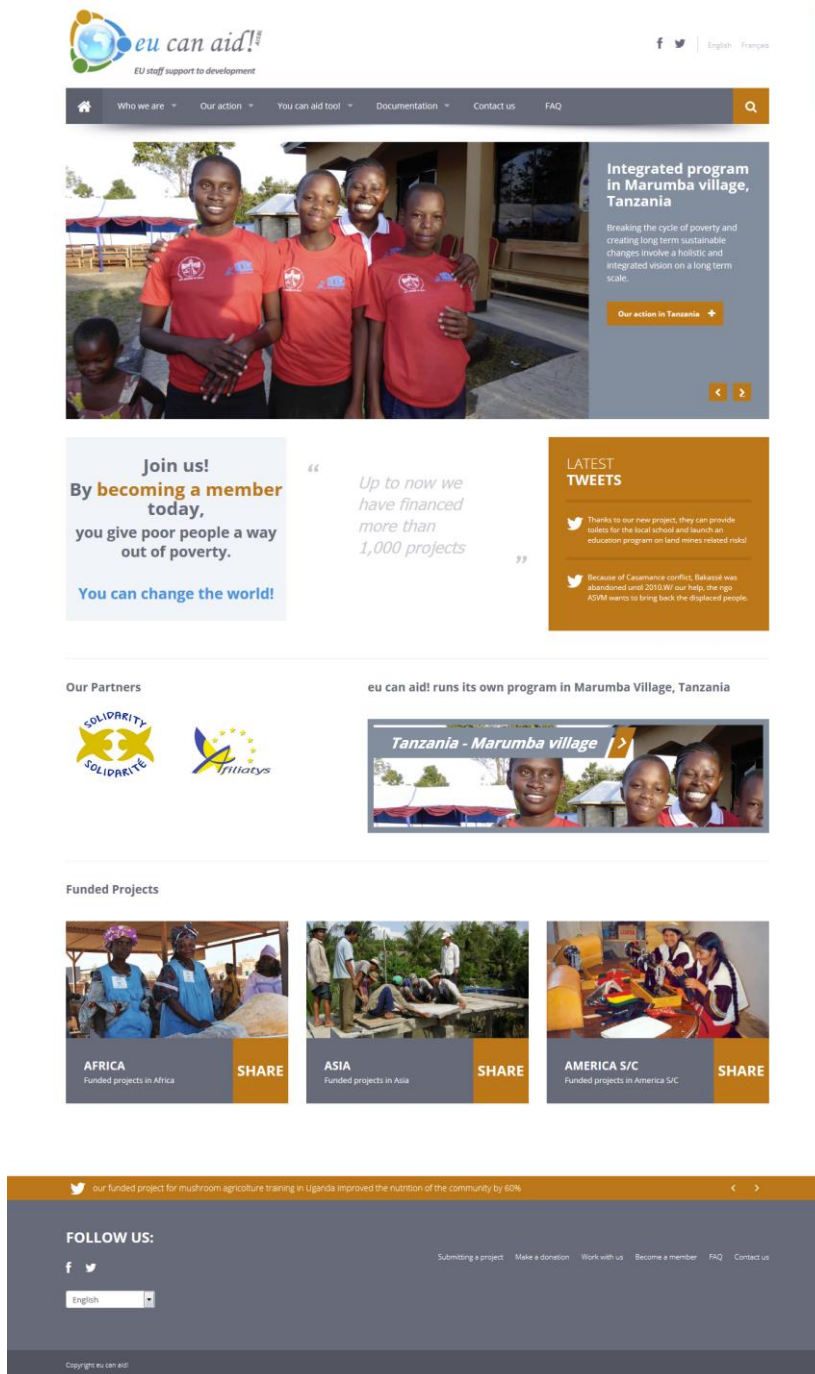 eu can aid! ASBL
EU staff support to development
English Français
Who we are Our action You can aid too! Documentation Contact us FAQ
Integrated program
in Marumba village,
Tanzania
Breaking the cycle of poverty and
creating long term sustainable
changes involve a holistic and
integrated vision on a long term
scale.
Our action in Tanzania
Join us!
By becoming a member
today,
you give poor people a way
out of poverty.
You can change the world!
“ Up to now we
have financed
more than
1,000 projects ”
LATEST
TWEETS
Thanks to our new project, they can provide
toilets for the local school and launch an
education program on land mines related risks!
Because of Casamance conflict, Bakassé was
abandoned until 2010.W/ our help, the ngo
ASVM wants to bring back the displaced people.
Our Partners
SOLIDARITY
SOLIDARITÉ
Afiliatys
eu can aid! runs its own program in Marumba Village, Tanzania
Tanzania - Marumba village
Funded Projects
AFRICA
Funded projects in Africa
SHARE
ASIA
Funded projects in Asia
SHARE
AMERICA S/C
Funded projects in America S/C
SHARE
our funded project for mushroom agricolture training in Uganda improved the nutrition of the community by 60%
FOLLOW US:
Submitting a project Make a donation Work with us Become a member FAQ Contact us
English
Copyright eu can aid!